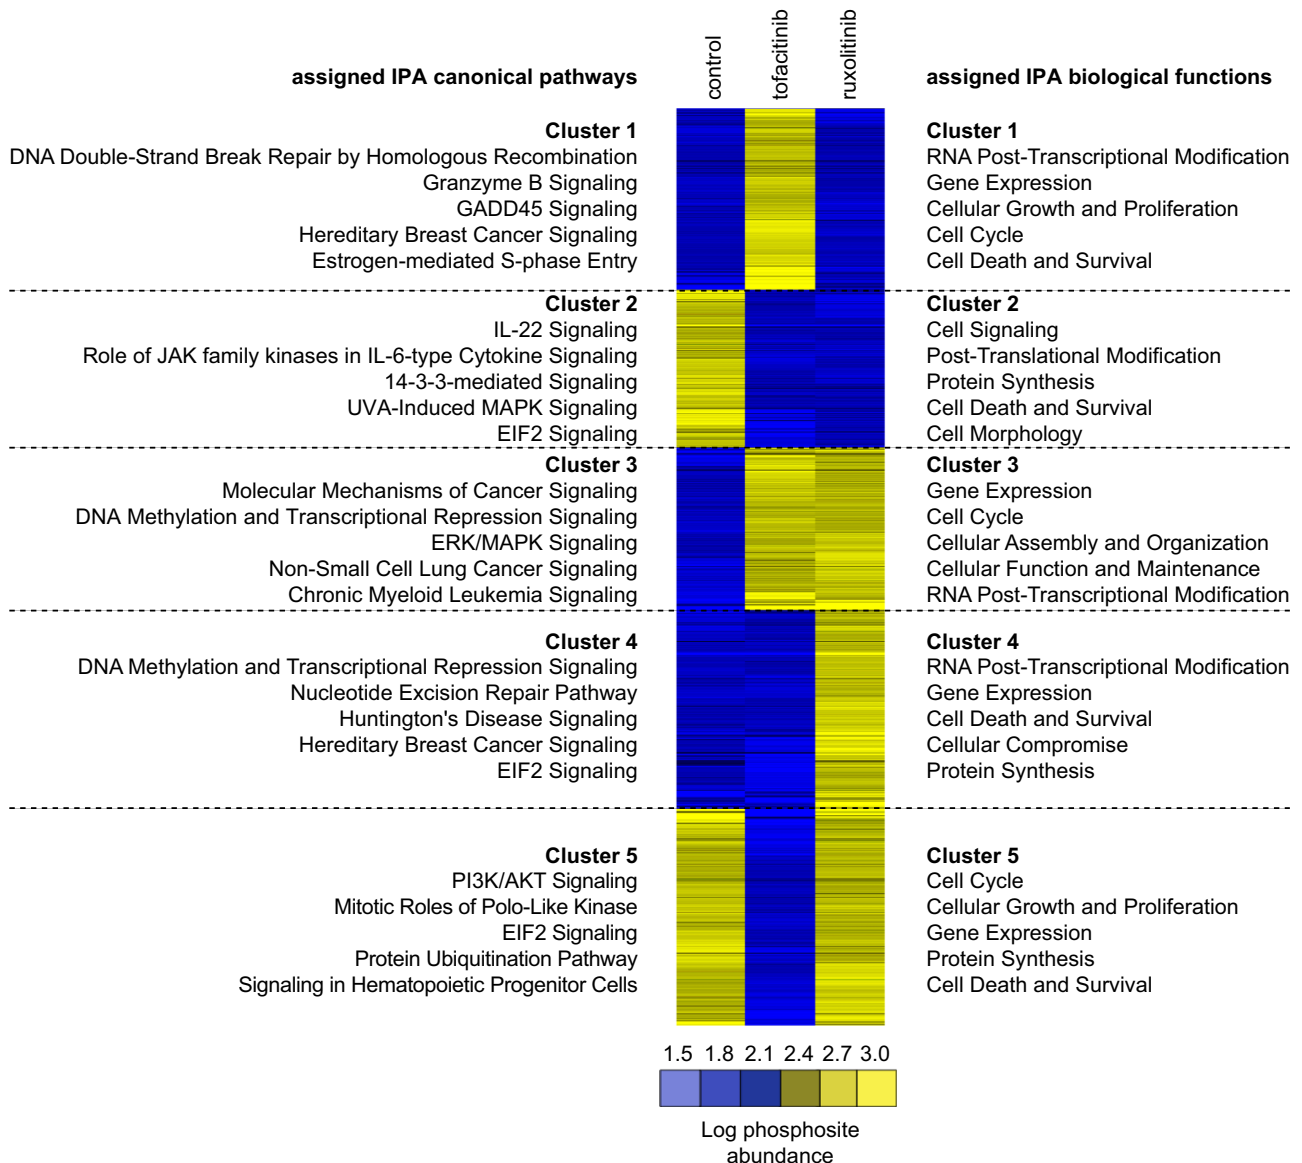 control
tofacitinib
ruxolitinib
assigned IPA canonical pathways
assigned IPA biological functions
Cluster 1
DNA Double-Strand Break Repair by Homologous Recombination
Granzyme B Signaling
GADD45 Signaling
Hereditary Breast Cancer Signaling
Estrogen-mediated S-phase Entry
Cluster 1
RNA Post-Transcriptional Modification
Gene Expression
Cellular Growth and Proliferation
Cell Cycle
Cell Death and Survival
Cluster 2
IL-22 Signaling
Role of JAK family kinases in IL-6-type Cytokine Signaling
14-3-3-mediated Signaling
UVA-Induced MAPK Signaling
EIF2 Signaling
Cluster 2
Cell Signaling
Post-Translational Modification
Protein Synthesis
Cell Death and Survival
Cell Morphology
Cluster 3
Molecular Mechanisms of Cancer Signaling
DNA Methylation and Transcriptional Repression Signaling
ERK/MAPK Signaling
Non-Small Cell Lung Cancer Signaling
Chronic Myeloid Leukemia Signaling
Cluster 3
Gene Expression
Cell Cycle
Cellular Assembly and Organization
Cellular Function and Maintenance
RNA Post-Transcriptional Modification
Cluster 4
DNA Methylation and Transcriptional Repression Signaling
Nucleotide Excision Repair Pathway
Huntington's Disease Signaling
Hereditary Breast Cancer Signaling
EIF2 Signaling
Cluster 4
RNA Post-Transcriptional Modification
Gene Expression
Cell Death and Survival
Cellular Compromise
Protein Synthesis
Cluster 5
PI3K/AKT Signaling
Mitotic Roles of Polo-Like Kinase
EIF2 Signaling
Protein Ubiquitination Pathway
Signaling in Hematopoietic Progenitor Cells
Cluster 5
Cell Cycle
Cellular Growth and Proliferation
Gene Expression
Protein Synthesis
Cell Death and Survival
1.5 1.8 2.1 2.4 2.7 3.0
Log phosphosite
abundance